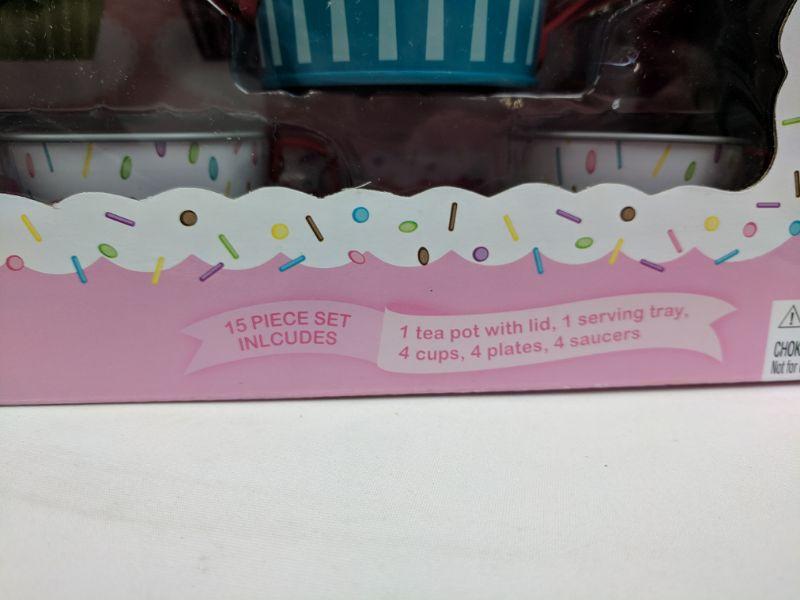 15 PIECE SET
INLCUDES
1 tea pot with lid, 1 serving tray,
4 cups, 4 plates, 4 saucers
CHOK
Not for